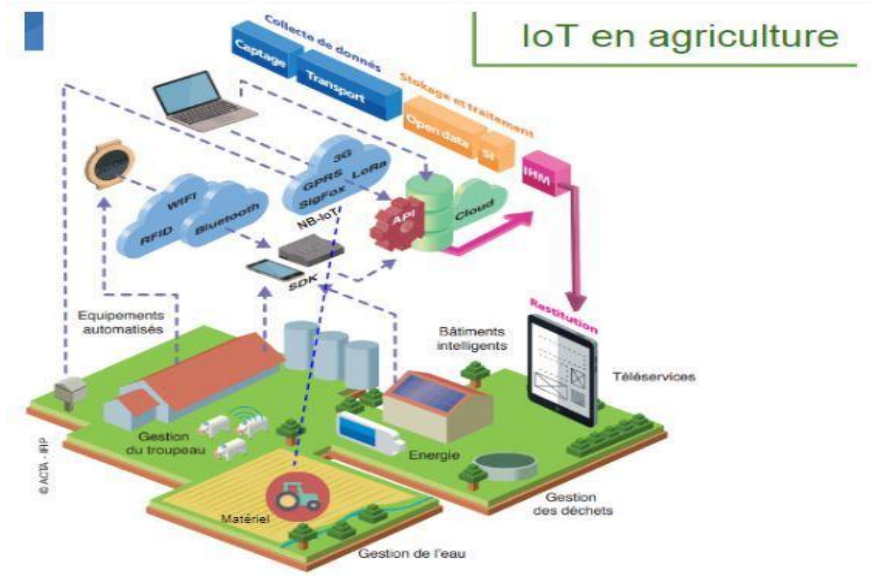 IoT en agriculture
Collecte de donnés
Captage
Transport
Stokage et traitement
Open data
SI
IHM
3G
GPRS
LoRa
SigFox
NB-IoT
WIFI
RFID
Bluetooth
API
Cloud
SDK
Restitution
Equipements
automatisés
Bâtiments
intelligents
Téléservices
Gestion
du troupeau
Energie
© ACTA - IFIP
Matériel
Gestion
des déchets
Gestion de l'eau